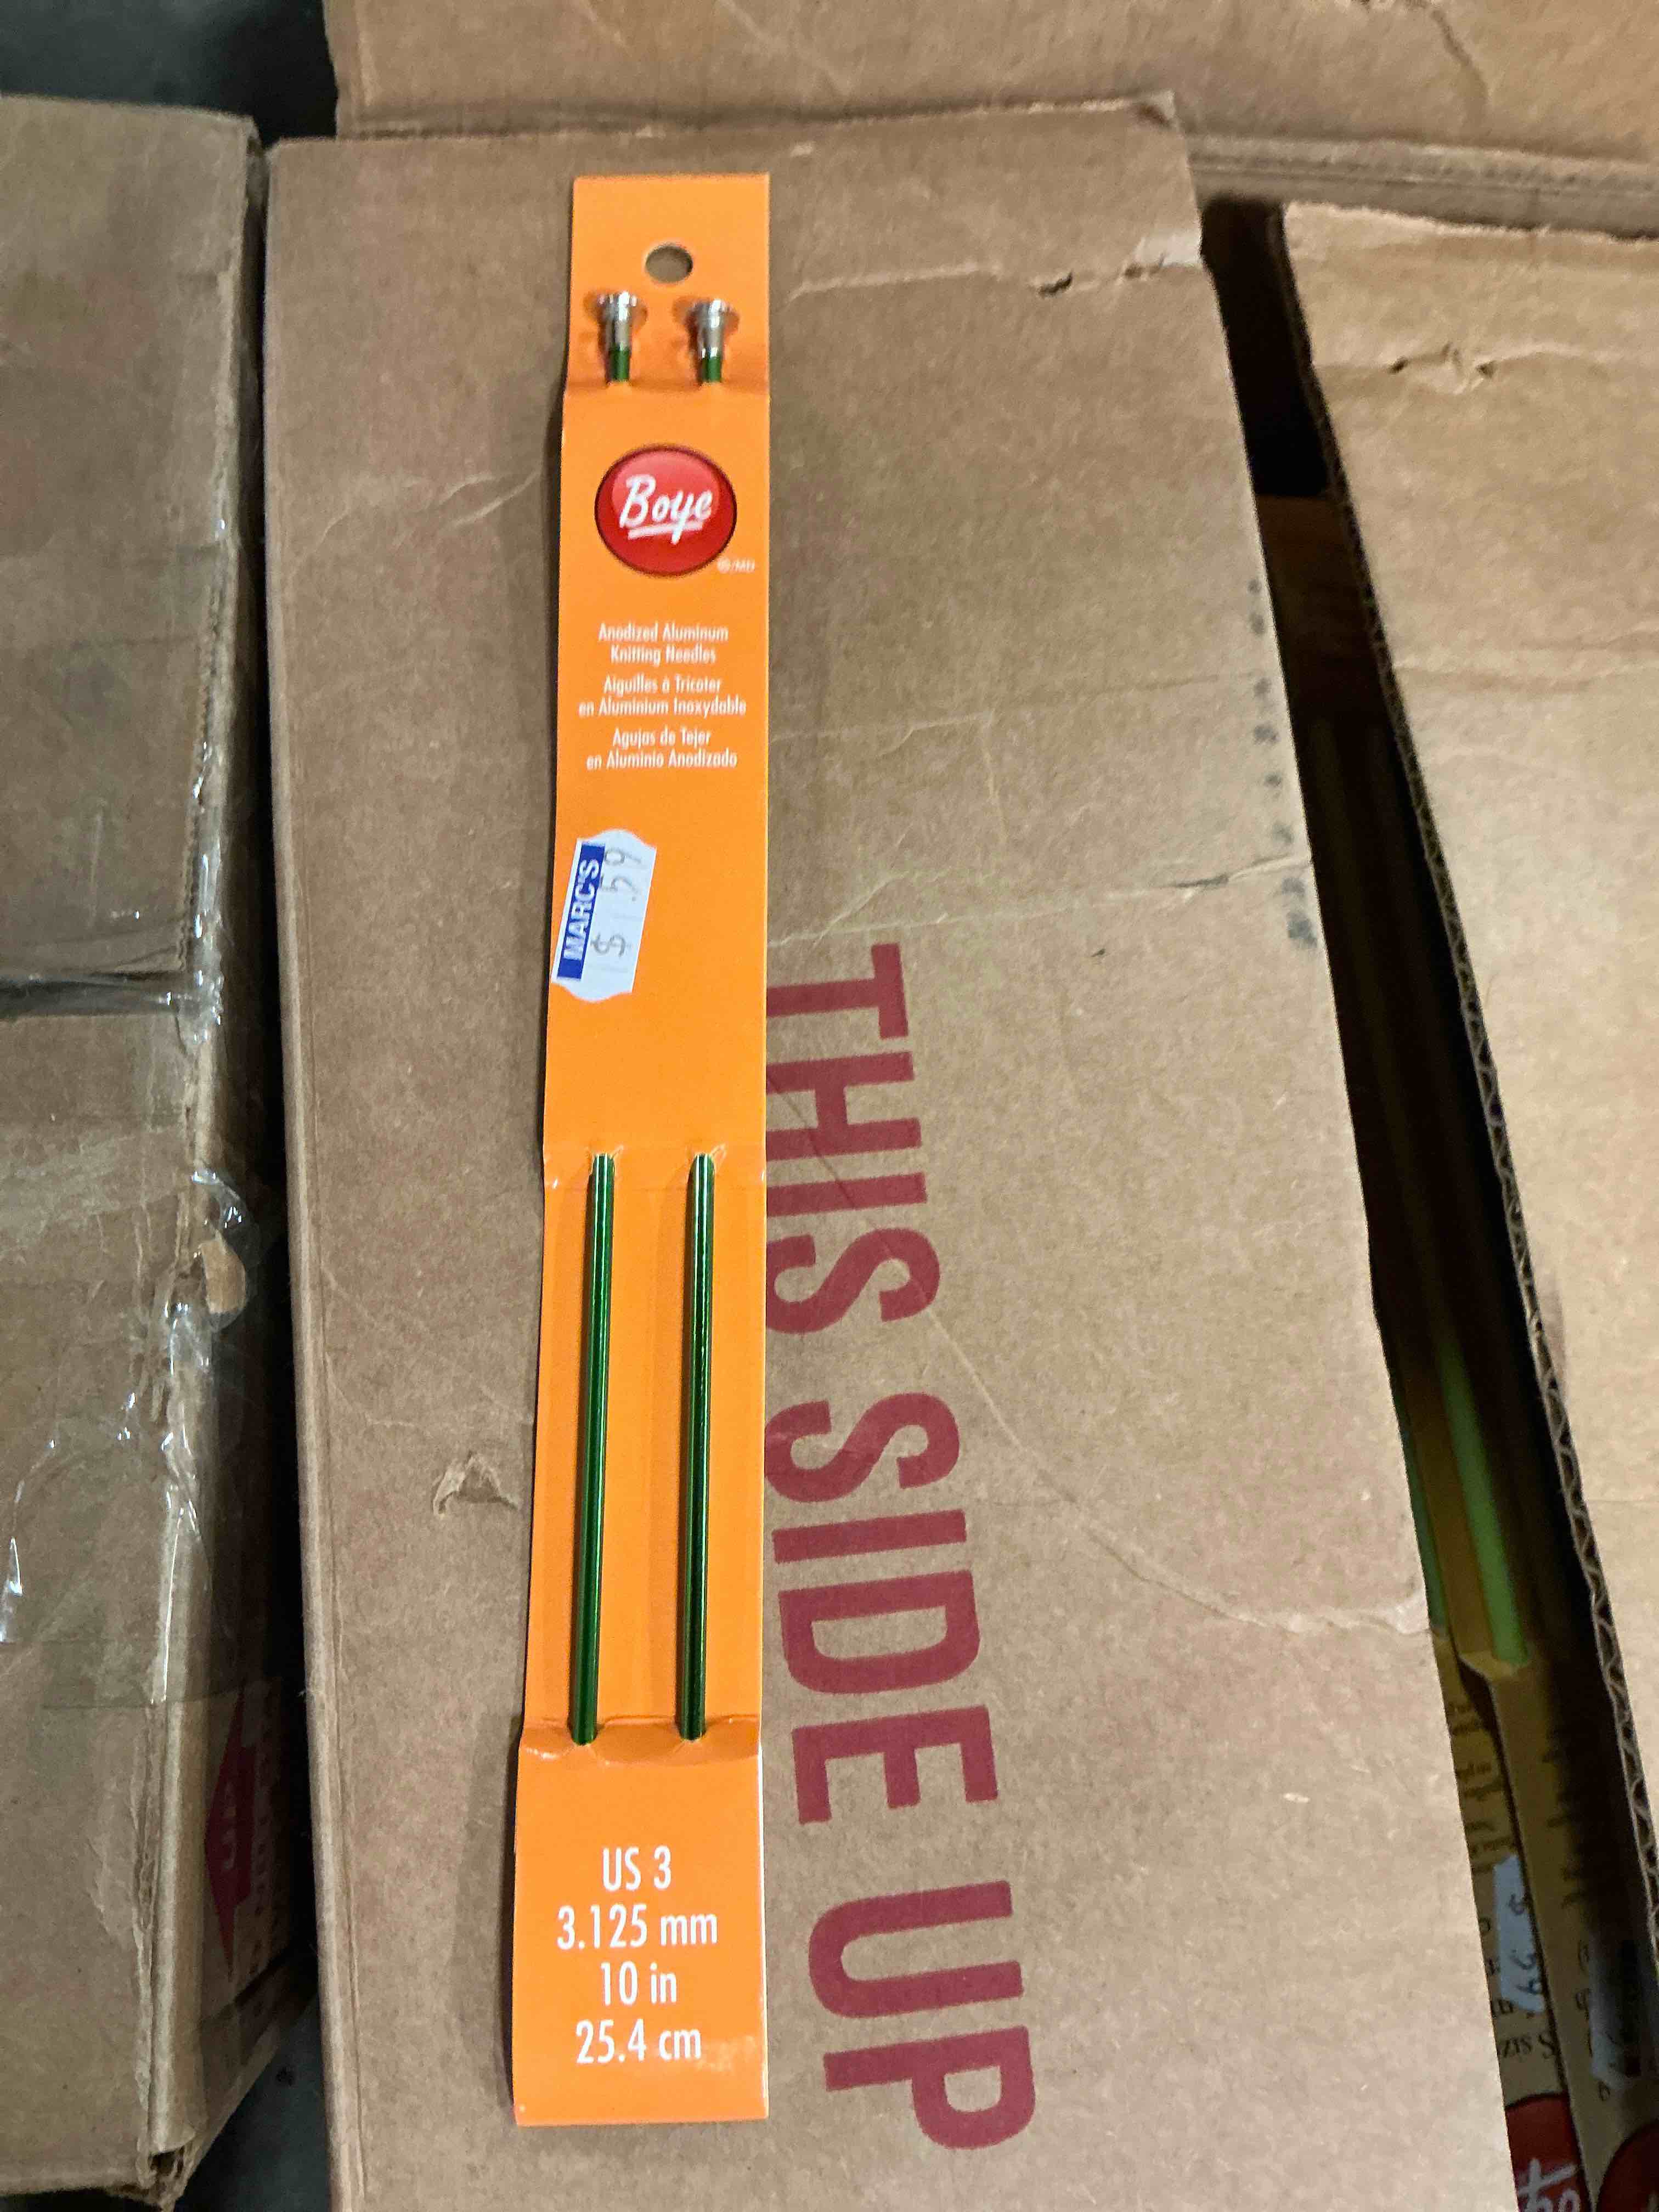 Boye
Anodized Aluminum
Knitting Needles
Aiguilles à Tricoter
en Aluminium Inoxydable
Agujas de Tejer
en Aluminio Anodizado
MARC'S
$1.59
US 3
3.125 mm
10 in
25.4 cm
THIS SIDE UP